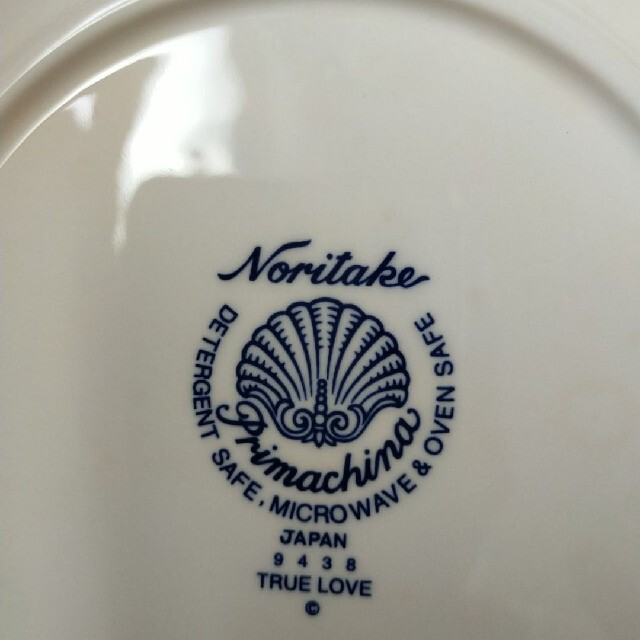 Noritake
Primachina
DETERGENT SAFE, MICROWAVE & OVEN SAFE
JAPAN
9438
TRUE LOVE
©